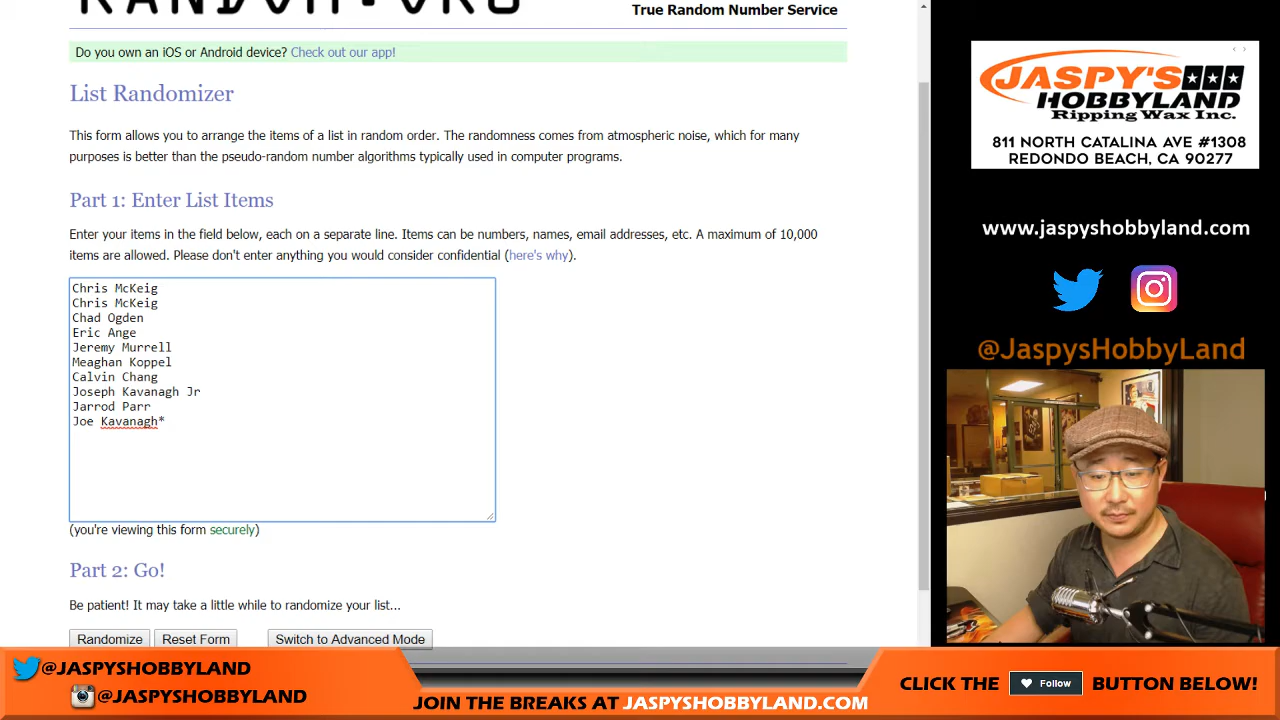 RANDOM.ORG
True Random Number Service
Do you own an iOS or Android device? Check out our app!
List Randomizer
This form allows you to arrange the items of a list in random order. The randomness comes from atmospheric noise, which for many
purposes is better than the pseudo-random number algorithms typically used in computer programs.
Part 1: Enter List Items
Enter your items in the field below, each on a separate line. Items can be numbers, names, email addresses, etc. A maximum of 10,000
items are allowed. Please don't enter anything you would consider confidential (here's why).
Chris McKeig
Chris McKeig
Chad Ogden
Eric Ange
Jeremy Murrell
Meaghan Koppel
Calvin Chang
Joseph Kavanagh Jr
Jarrod Parr
Joe Kavanagh*
(you're viewing this form securely)
Part 2: Go!
Be patient! It may take a little while to randomize your list...
Randomize
Reset Form
Switch to Advanced Mode
JASPY'S
HOBBYLAND
Ripping Wax Inc.
811 NORTH CATALINA AVE #1308
REDONDO BEACH, CA 90277
www.jaspyshobbyland.com
@JaspysHobbyLand
@JASPYSHOBBYLAND
@JASPYSHOBBYLAND
JOIN THE BREAKS AT JASPYSHOBBYLAND.COM
CLICK THE Follow BUTTON BELOW!